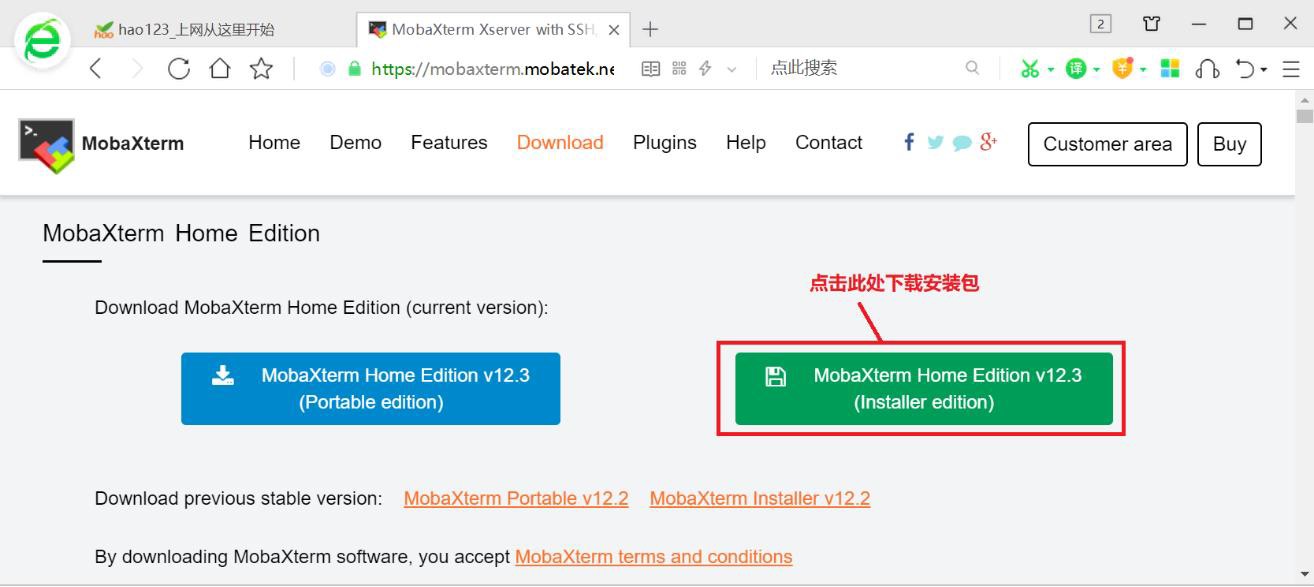 hao123_上网从这里开始
MobaXterm Xserver with SSH,
2
https://mobaxterm.mobatek.ne
点此搜索
译
>.
MobaXterm
Home
Demo
Features
Download
Plugins
Help
Contact
Customer area
Buy
MobaXterm Home Edition
点击此处下载安装包
Download MobaXterm Home Edition (current version):
MobaXterm Home Edition v12.3
(Portable edition)
MobaXterm Home Edition v12.3
(Installer edition)
Download previous stable version: MobaXterm Portable v12.2 MobaXterm Installer v12.2
By downloading MobaXterm software, you accept MobaXterm terms and conditions